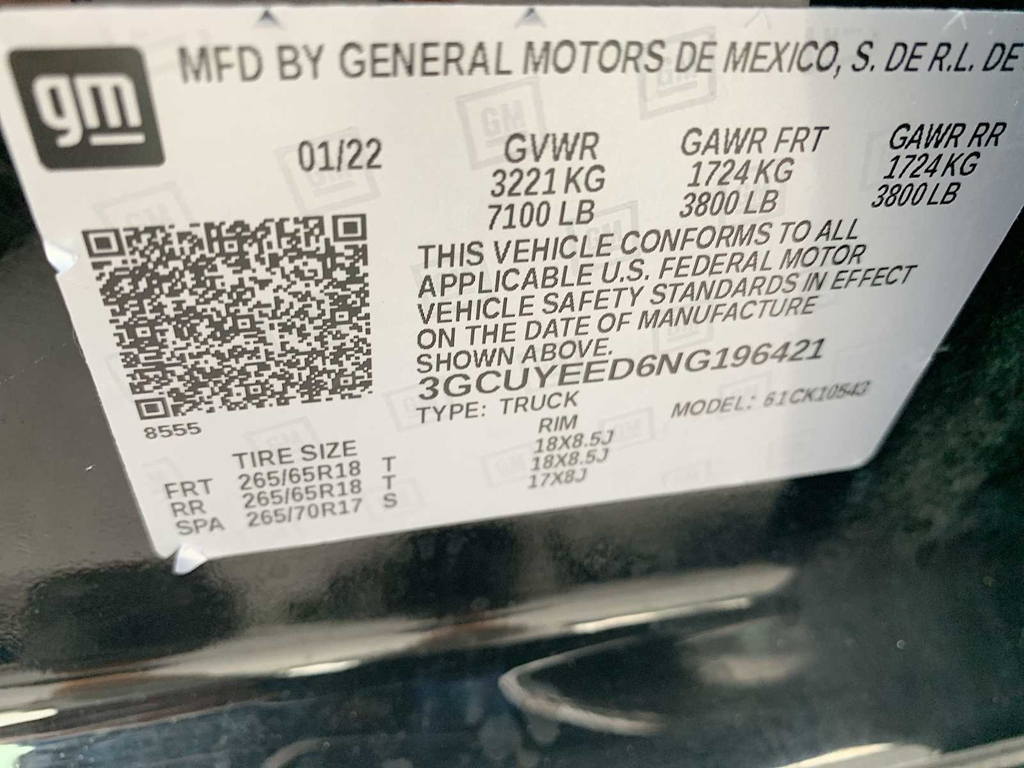 gm
MFD BY GENERAL MOTORS DE MEXICO, S. DE R.L. DE
01/22
GVWR GAWR FRT GAWR RR
3221 KG 1724 KG 1724 KG
7100 LB 3800 LB 3800 LB
THIS VEHICLE CONFORMS TO ALL
APPLICABLE U.S. FEDERAL MOTOR
VEHICLE SAFETY STANDARDS IN EFFECT
ON THE DATE OF MANUFACTURE
SHOWN ABOVE.
3GCUYEED6NG196421
TYPE: TRUCK MODEL: 61CK10543
8555
TIRE SIZE RIM
FRT 265/65R18 T 18X8.5J
RR 265/65R18 T 18X8.5J
SPA 265/70R17 S 17X8J